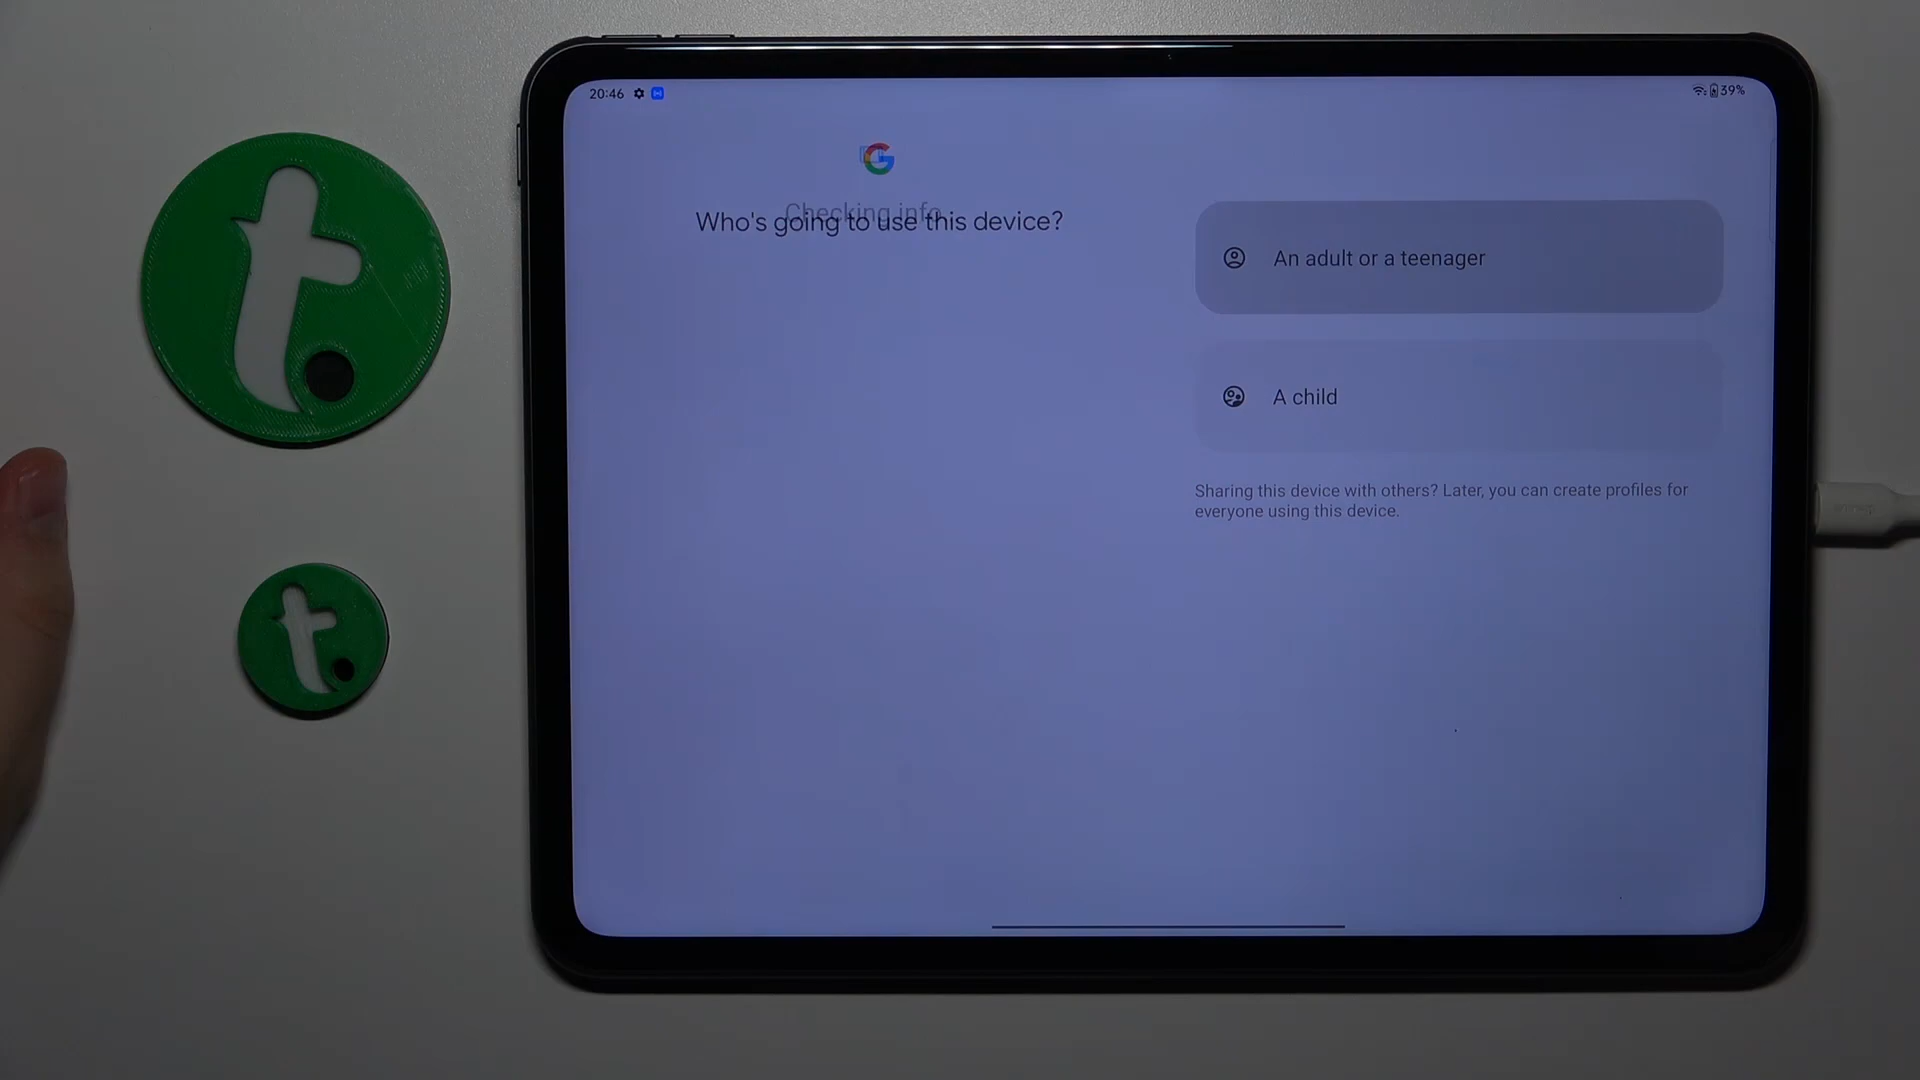 20:46
39%
G
Checking info
Who's going to use this device?
An adult or a teenager
A child
Sharing this device with others? Later, you can create profiles for
everyone using this device.
t
t